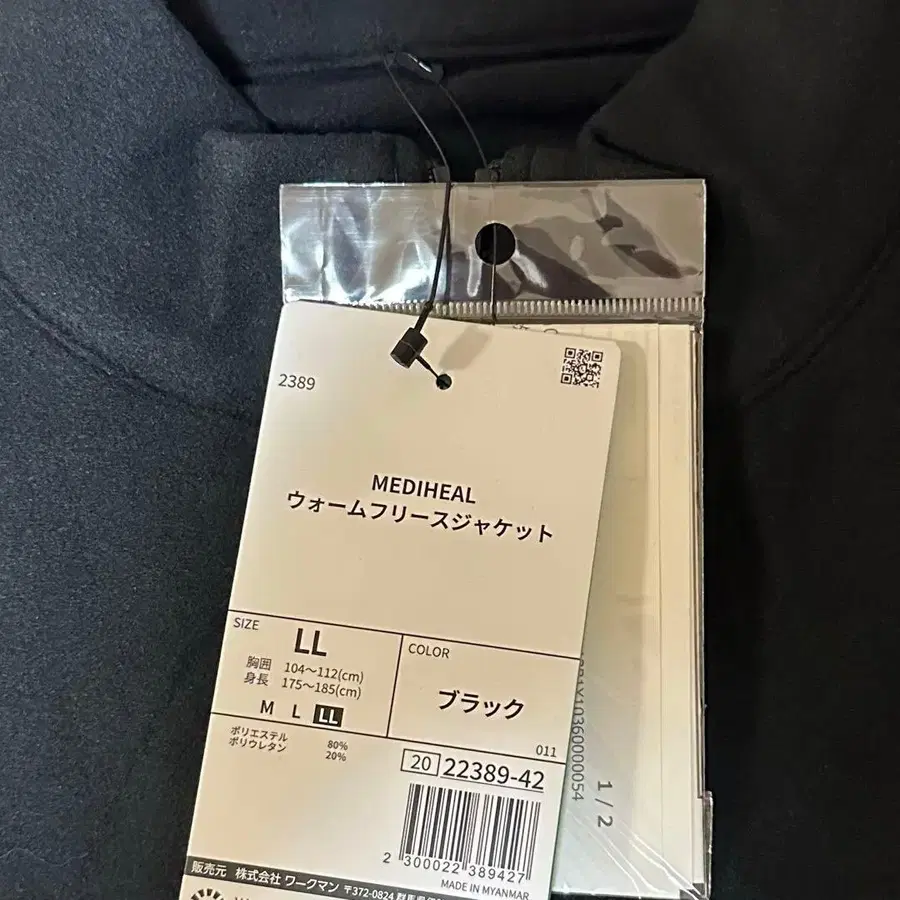 2389
MEDIHEAL
ウォームフリースジャケット
SIZE
LL
胸囲 104～112(cm)
身長 175～185(cm)
M L LL
COLOR
ブラック
ポリエステル 80%
ポリウレタン 20%
011
20 22389-42
2 300022 389427
MADE IN MYANMAR
販売元 株式会社 ワークマン 〒372-0824 群馬県
1 / 2